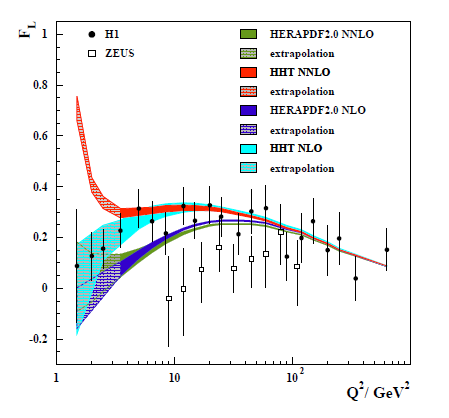 F_L
1
0.8
0.6
0.4
0.2
0
-0.2
H1
ZEUS
HERAPDF2.0 NNLO
extrapolation
HHT NNLO
extrapolation
HERAPDF2.0 NLO
extrapolation
HHT NLO
extrapolation
1
10
10^2
Q^2/ GeV^2